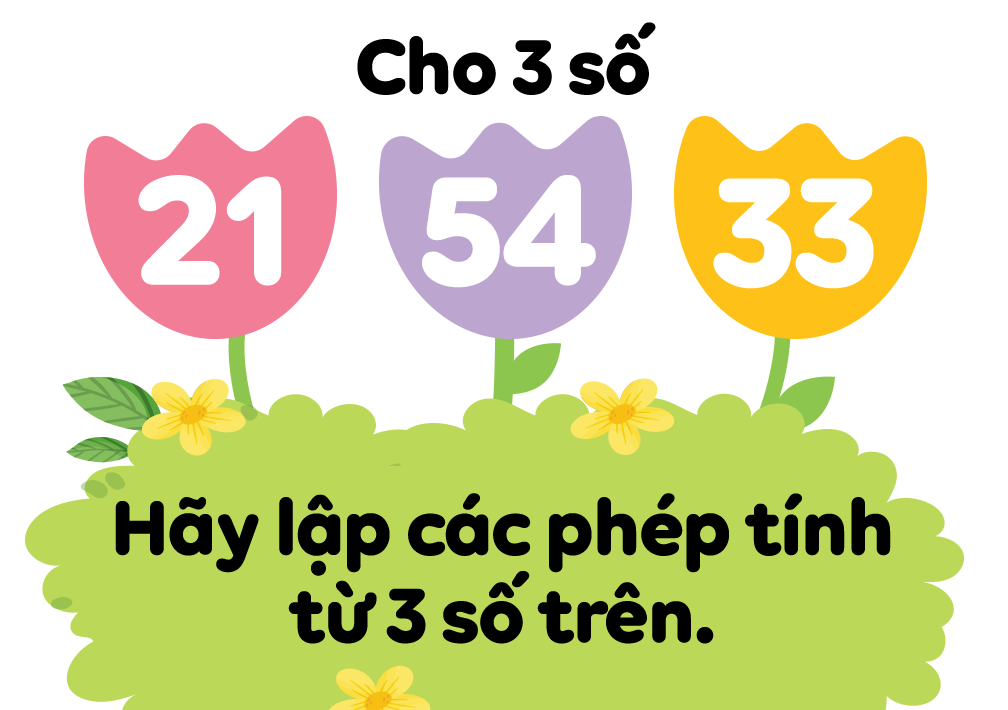 Cho 3 số
21 54 33
Hãy lập các phép tính
từ 3 số trên.